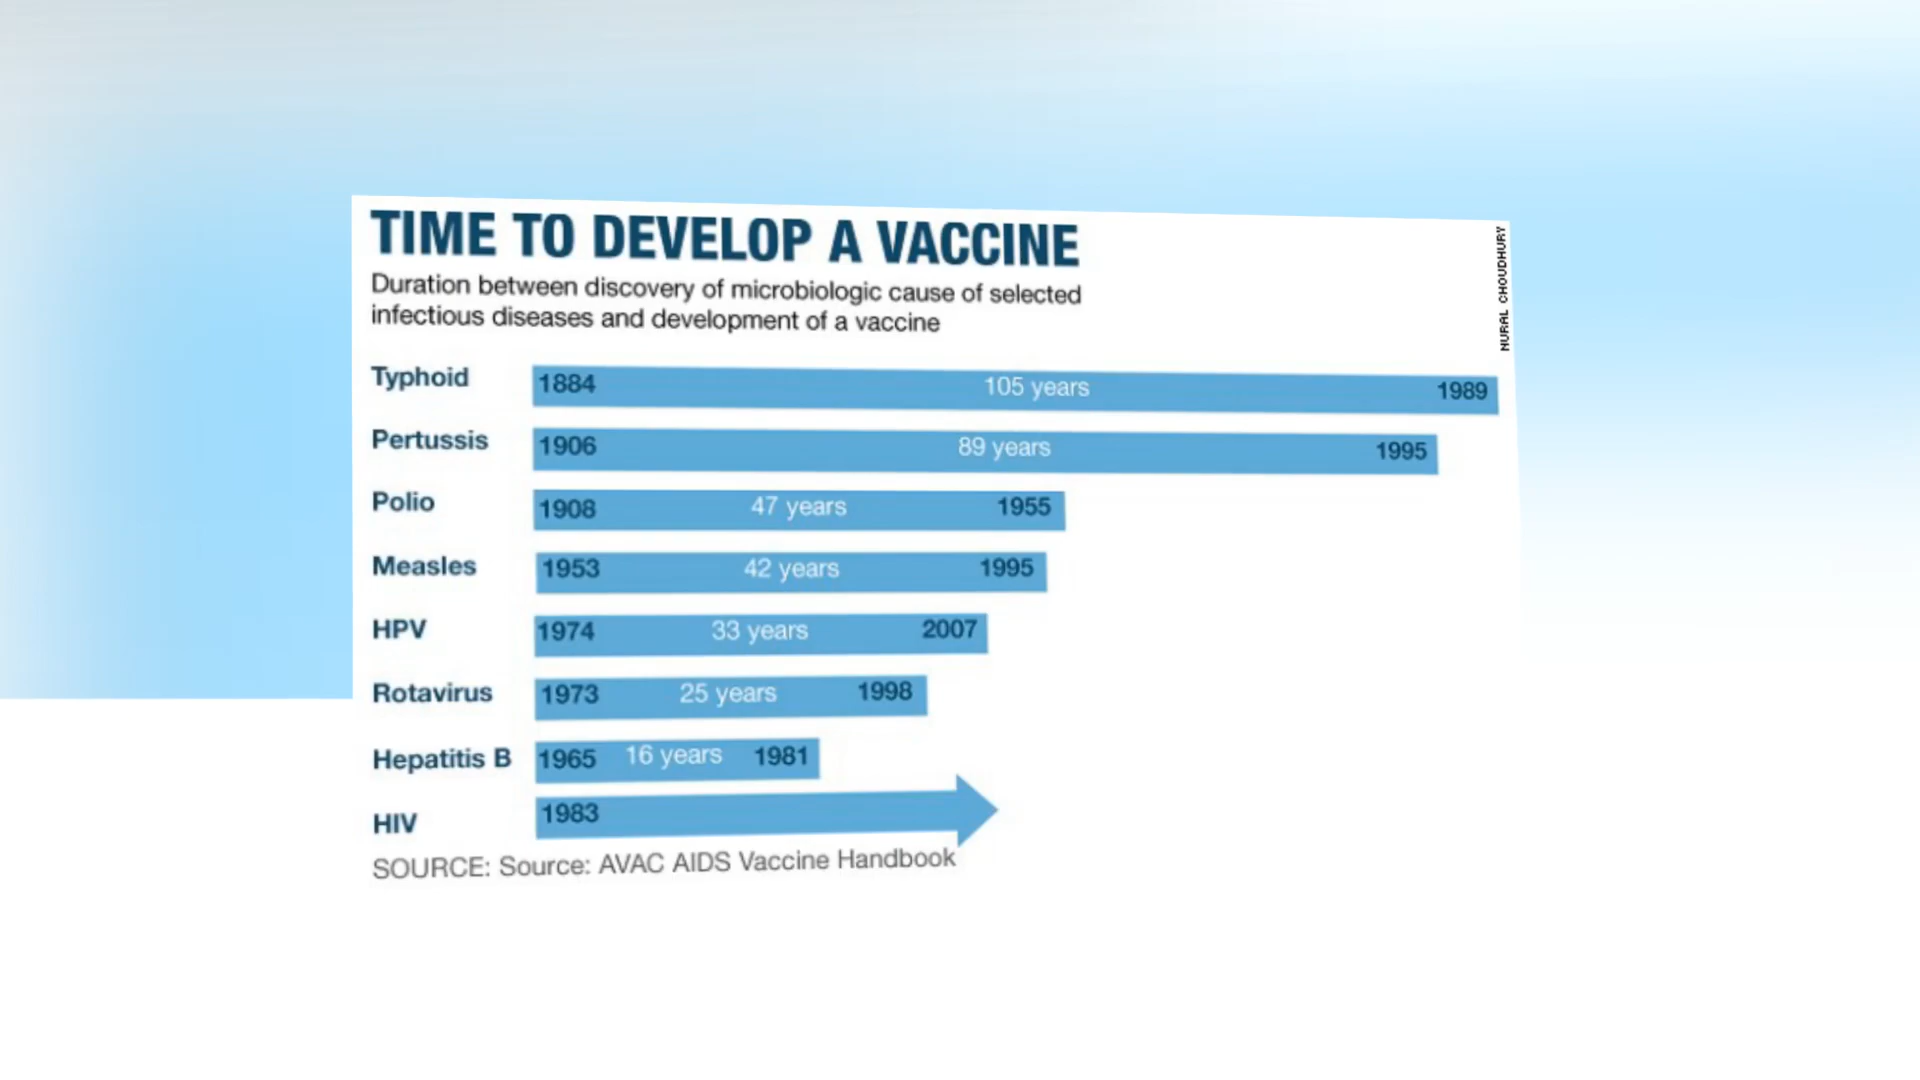 TIME TO DEVELOP A VACCINE
Duration between discovery of microbiologic cause of selected
infectious diseases and development of a vaccine
NURAL CHOUDHURY
Typhoid 1884 105 years 1989
Pertussis 1906 89 years 1995
Polio 1908 47 years 1955
Measles 1953 42 years 1995
HPV 1974 33 years 2007
Rotavirus 1973 25 years 1998
Hepatitis B 1965 16 years 1981
HIV 1983
SOURCE: Source: AVAC AIDS Vaccine Handbook